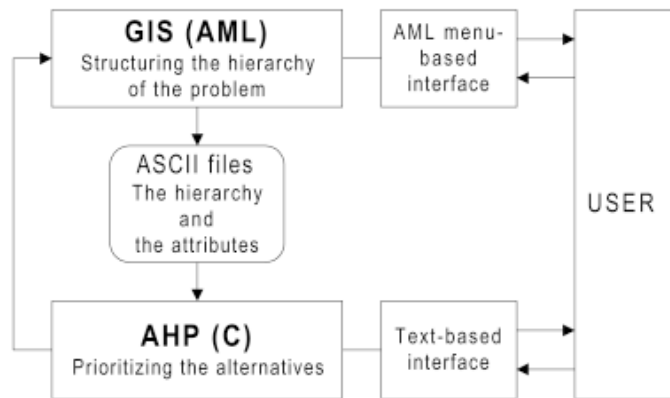 GIS (AML)
Structuring the hierarchy
of the problem
AML menu-
based
interface
ASCII files
The hierarchy
and
the attributes
USER
AHP (C)
Prioritizing the alternatives
Text-based
interface